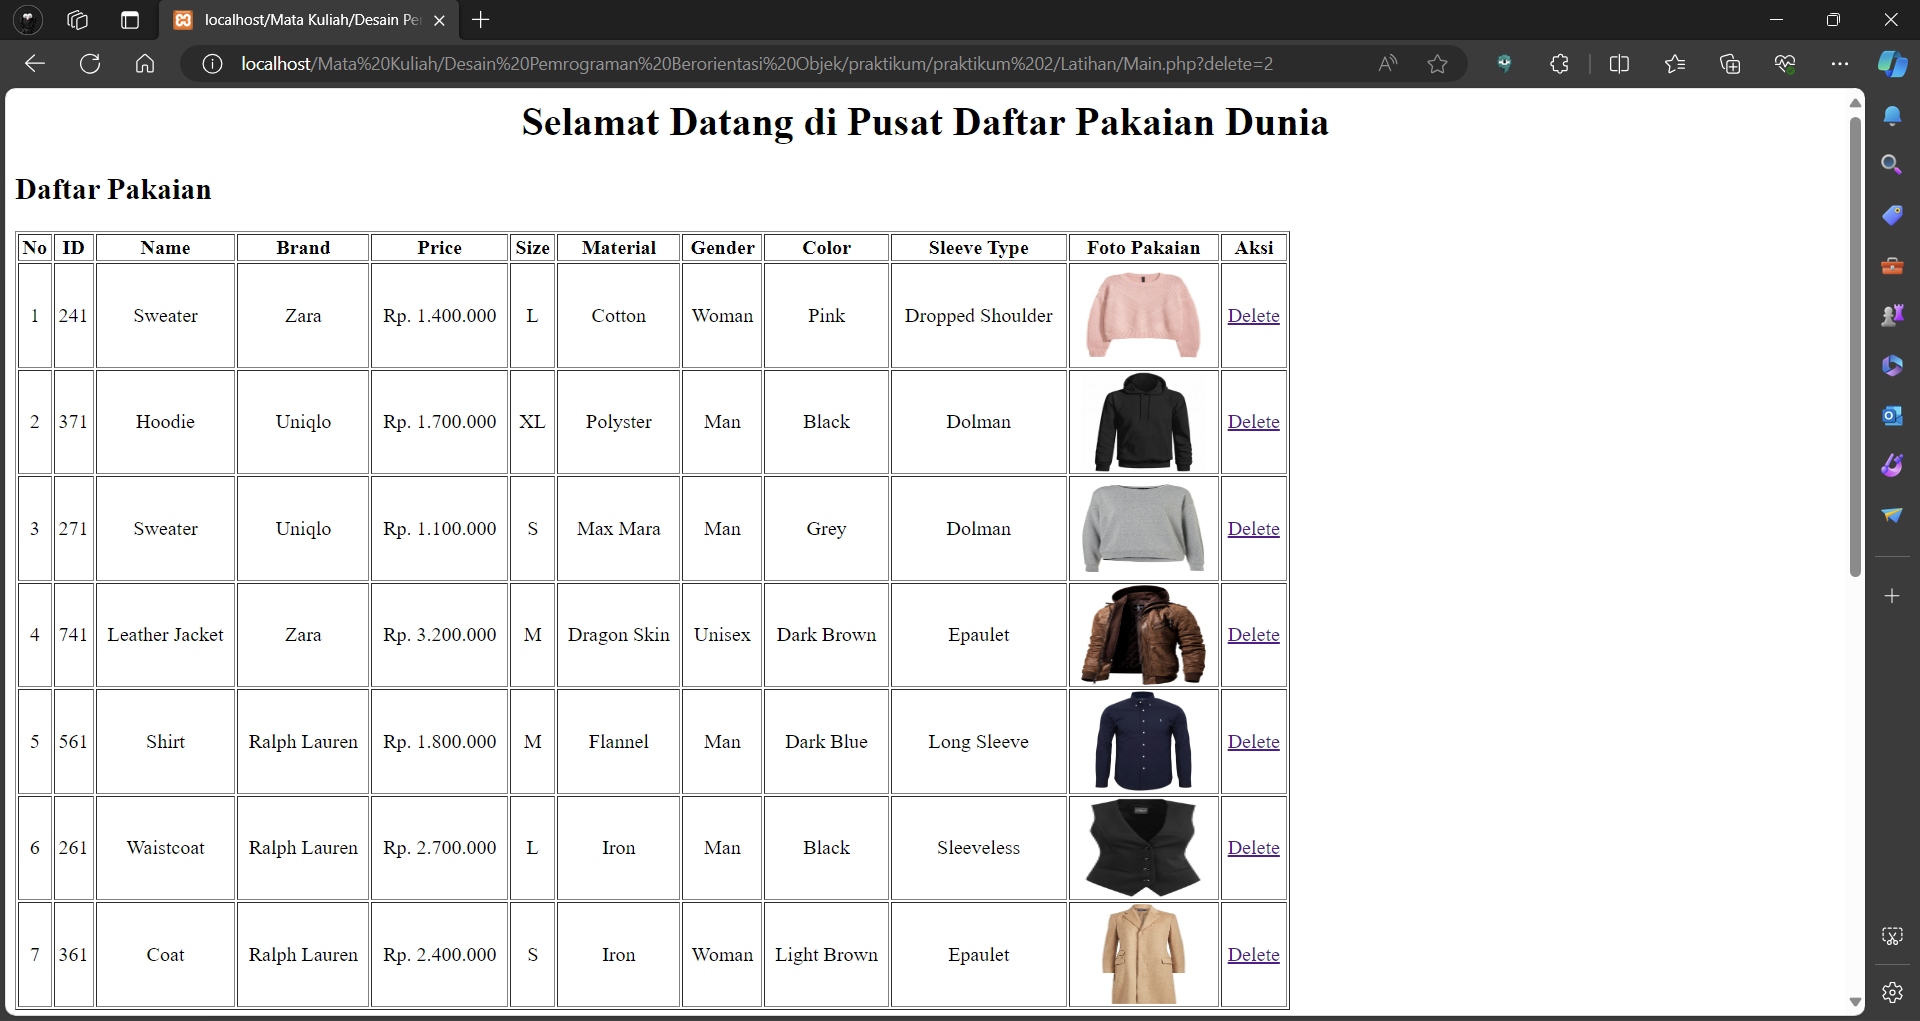 localhost/Mata Kuliah/Desain Pe
localhost/Mata%20Kuliah/Desain%20Pemrograman%20Berorientasi%20Objek/praktikum/praktikum%202/Latihan/Main.php?delete=2
Selamat Datang di Pusat Daftar Pakaian Dunia
Daftar Pakaian
No ID Name Brand Price Size Material Gender Color Sleeve Type Foto Pakaian Aksi
1 241 Sweater Zara Rp. 1.400.000 L Cotton Woman Pink Dropped Shoulder Delete
2 371 Hoodie Uniqlo Rp. 1.700.000 XL Polyster Man Black Dolman Delete
3 271 Sweater Uniqlo Rp. 1.100.000 S Max Mara Man Grey Dolman Delete
4 741 Leather Jacket Zara Rp. 3.200.000 M Dragon Skin Unisex Dark Brown Epaulet Delete
5 561 Shirt Ralph Lauren Rp. 1.800.000 M Flannel Man Dark Blue Long Sleeve Delete
6 261 Waistcoat Ralph Lauren Rp. 2.700.000 L Iron Man Black Sleeveless Delete
7 361 Coat Ralph Lauren Rp. 2.400.000 S Iron Woman Light Brown Epaulet Delete